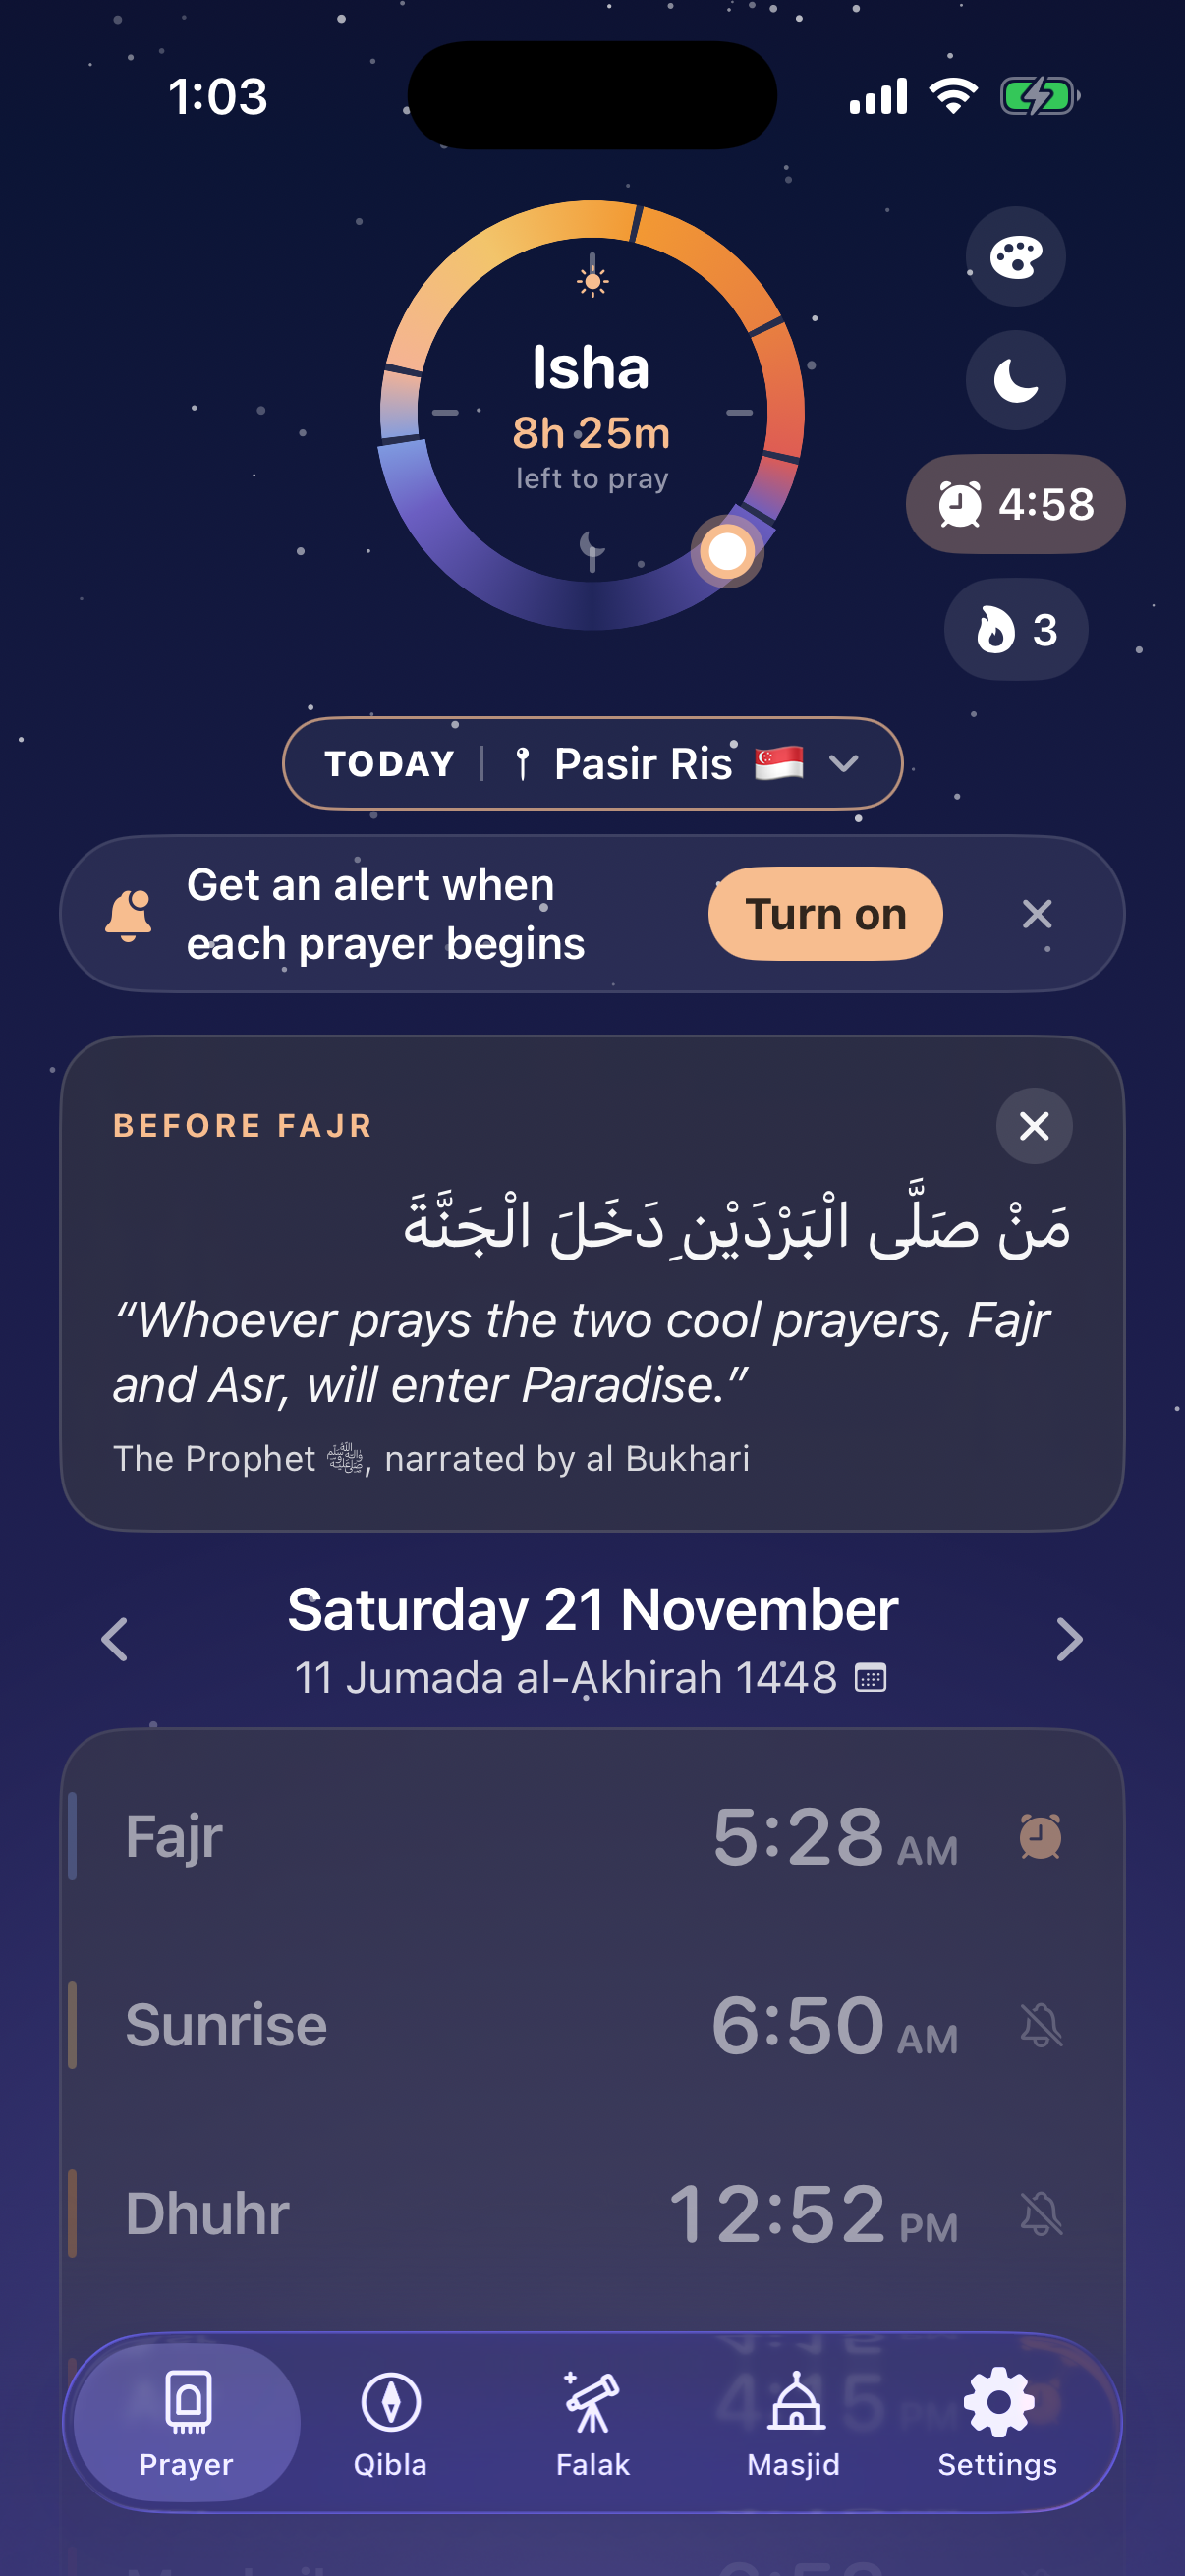 1:03
Isha
8h 25m
left to pray
4:58
3
TODAY | Pasir Ris
Get an alert when
each prayer begins
Turn on
BEFORE FAJR
مَنْ صَلَّى الْبَرْدَيْنِ دَخَلَ الْجَنَّةَ
“Whoever prays the two cool prayers, Fajr
and Asr, will enter Paradise.”
The Prophet ﷺ, narrated by al Bukhari
Saturday 21 November
11 Jumada al-Akhirah 1448
Fajr 5:28 AM
Sunrise 6:50 AM
Dhuhr 12:52 PM
4:15 PM
Prayer
Qibla
Falak
Masjid
Settings